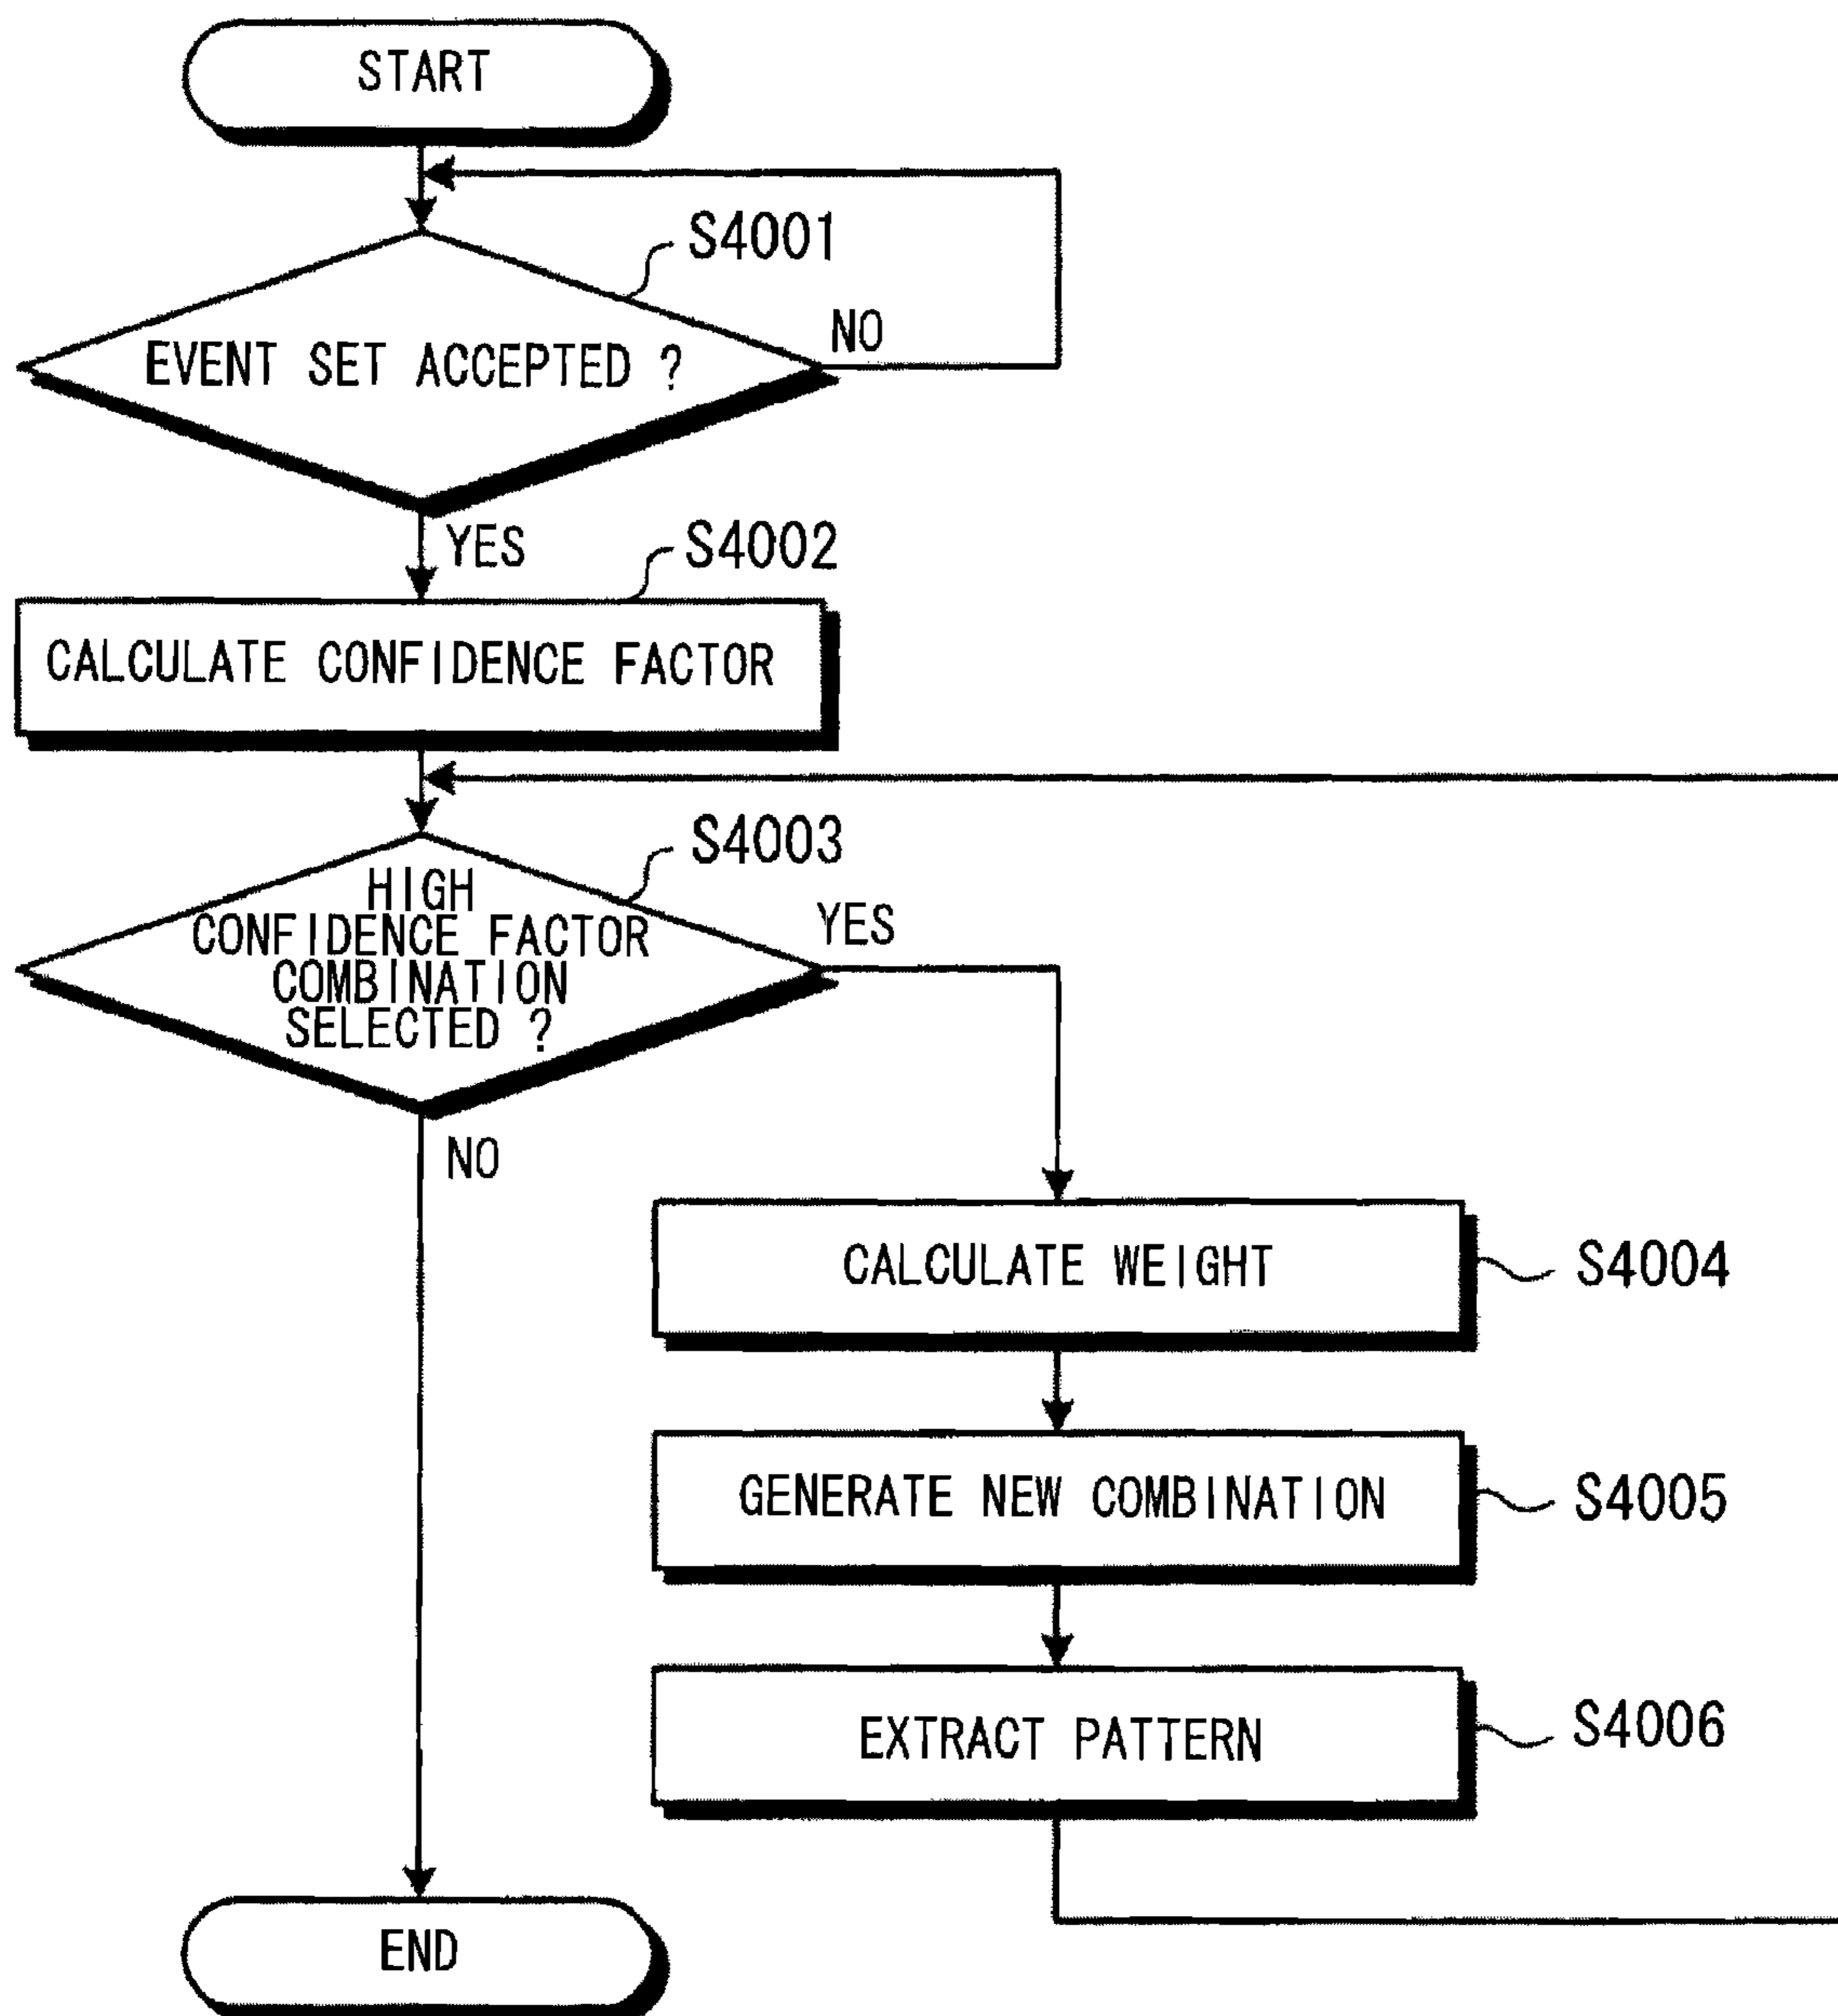 START
S4001
EVENT SET ACCEPTED ?
NO
YES
S4002
CALCULATE CONFIDENCE FACTOR
S4003
HIGH
CONFIDENCE FACTOR
COMBINATION
SELECTED ?
YES
NO
CALCULATE WEIGHT
S4004
GENERATE NEW COMBINATION
S4005
EXTRACT PATTERN
S4006
END